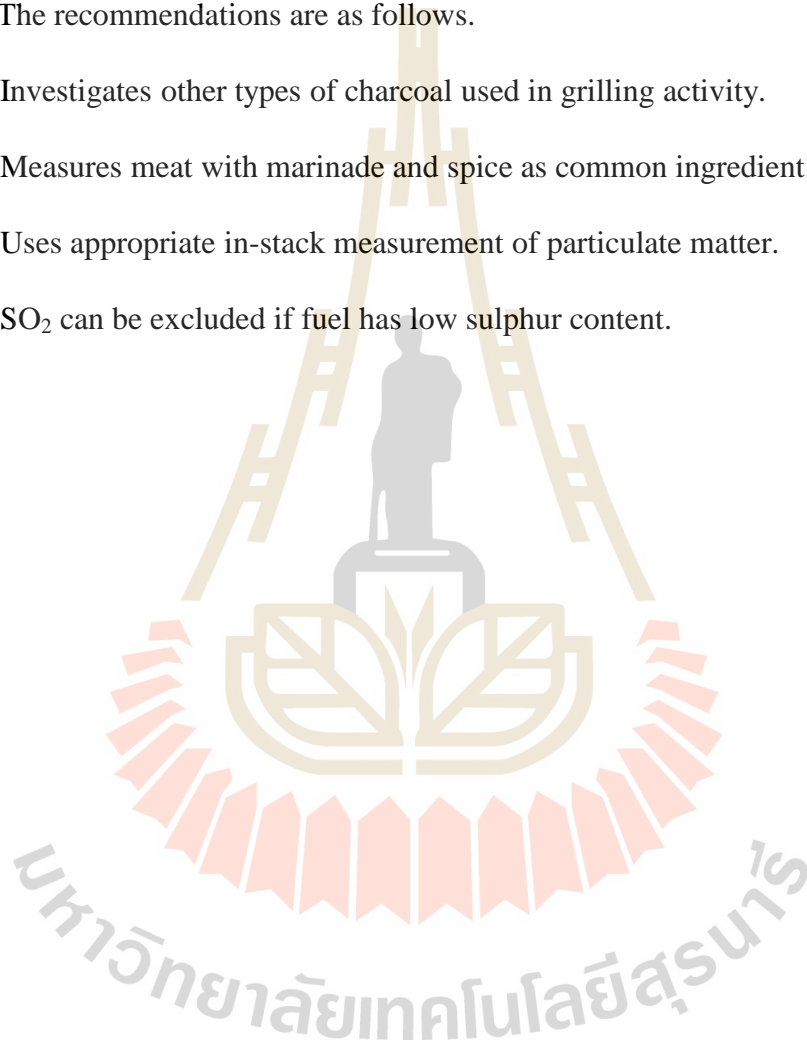 The recommendations are as follows.
Investigates other types of charcoal used in grilling activity.
Measures meat with marinade and spice as common ingredient
Uses appropriate in-stack measurement of particulate matter.
SO₂ can be excluded if fuel has low sulphur content.
มหาวิทยาลัยเทคโนโลยีสุรนารี